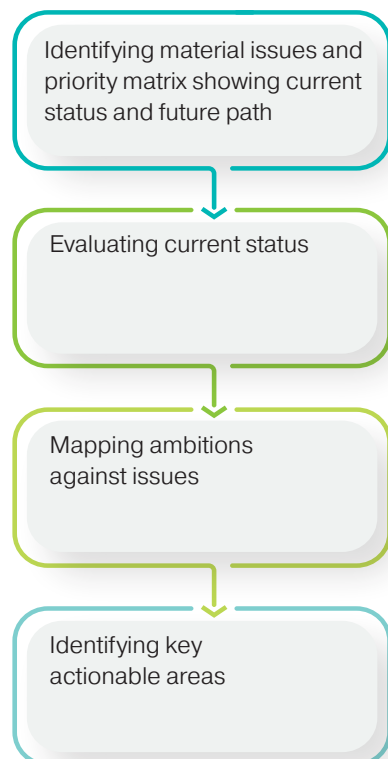 Identifying material issues and
priority matrix showing current
status and future path
Evaluating current status
Mapping ambitions
against issues
Identifying key
actionable areas